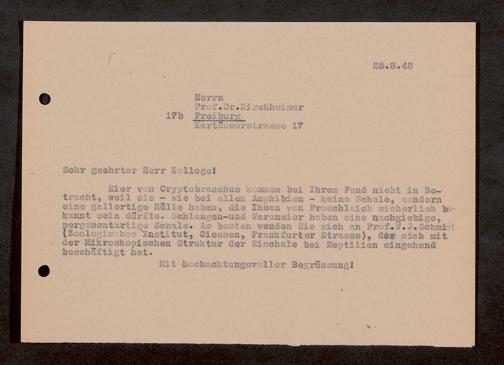 25.8.48
Herrn
Prof.Dr.Kirchheimer
17b Freiburg
Kartäuserstrasse 17
Sehr geehrter Herr Kollege!
Eier von Cryptobranchus kommen bei Ihrem Fund nicht in Be-
tracht, weil sie - wie bei allen Amphibien - keine Schale, sondern
eine gallertige Hülle haben, die Ihnen von Froschleich sicherlich be-
kannt sein dürfte. Schlangen-und Waraneier haben eine nachgiebige,
pergamentartige Schale. Am besten wenden Sie sich an Prof.W.J.Schmidt
(Zoologisches Institut, Giessen, Frankfurter Strasse), der sich mit
der Mikroskopischen Struktur der Eischale bei Reptilien eingehend
beschäftigt hat.
Mit hochachtungsvoller Begrüssung!